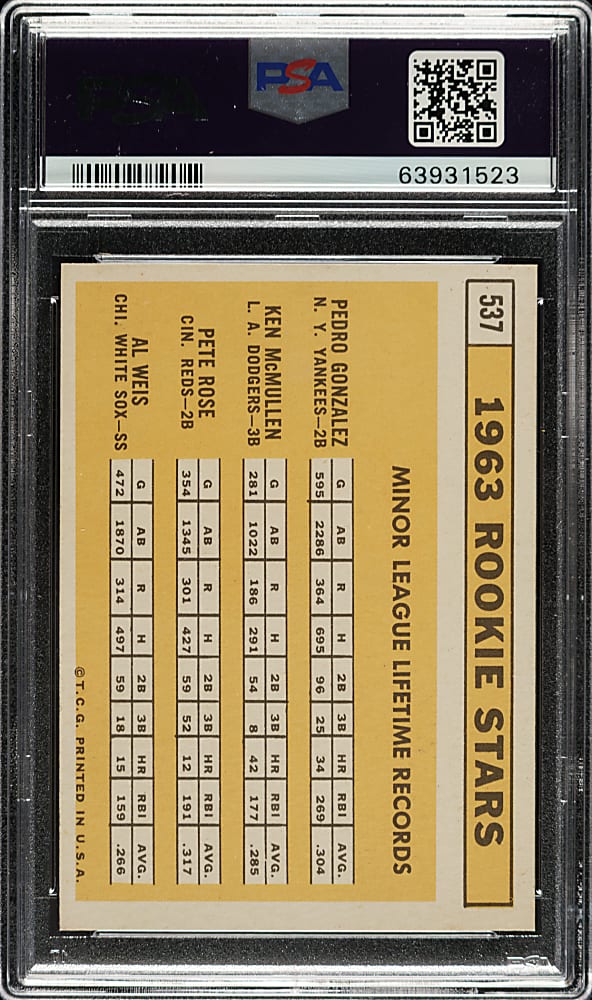 PSA
PSA
63931523
537
1963 ROOKIE STARS
MINOR LEAGUE LIFETIME RECORDS
PEDRO GONZALEZ
N. Y. YANKEES—2B
G AB R H 2B 3B HR RBI AVG.
595 2286 364 695 96 25 34 269 .304
KEN McMULLEN
L. A. DODGERS—3B
G AB R H 2B 3B HR RBI AVG.
281 1022 186 291 54 8 42 177 .285
PETE ROSE
CIN. REDS—2B
G AB R H 2B 3B HR RBI AVG.
354 1345 301 427 59 52 12 191 .317
AL WEIS
CHI. WHITE SOX—SS
G AB R H 2B 3B HR RBI AVG.
472 1870 314 497 59 18 15 159 .266
©T.C.G. PRINTED IN U.S.A.
PSA